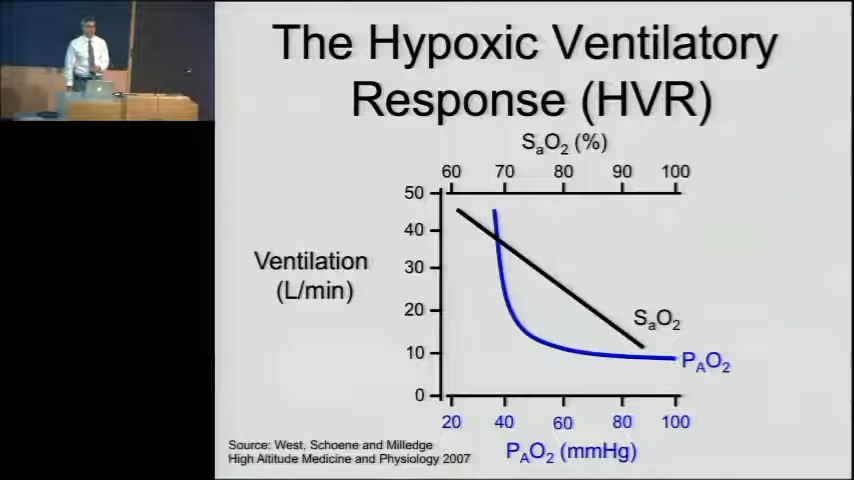 The Hypoxic Ventilatory
Response (HVR)
SaO2 (%)
60 70 80 90 100
50
40
30
20
10
0
Ventilation
(L/min)
SaO2
PAO2
20 40 60 80 100
PAO2 (mmHg)
Source: West, Schoene and Milledge
High Altitude Medicine and Physiology 2007